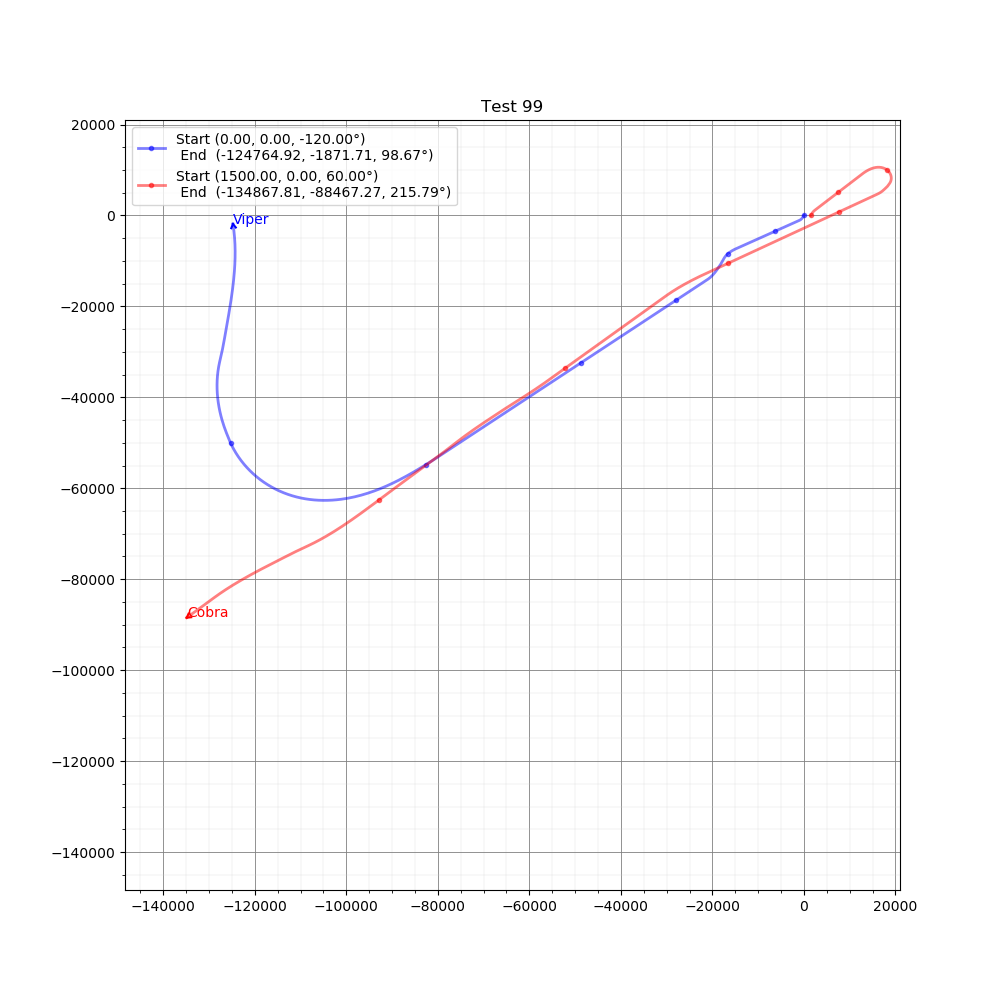 Test 99
Start (0.00, 0.00, -120.00°)
End (-124764.92, -1871.71, 98.67°)
Start (1500.00, 0.00, 60.00°)
End (-134867.81, -88467.27, 215.79°)
20000
0
−20000
−40000
−60000
−80000
−100000
−120000
−140000
Viper
Cobra
−140000 −120000 −100000 −80000 −60000 −40000 −20000 0 20000